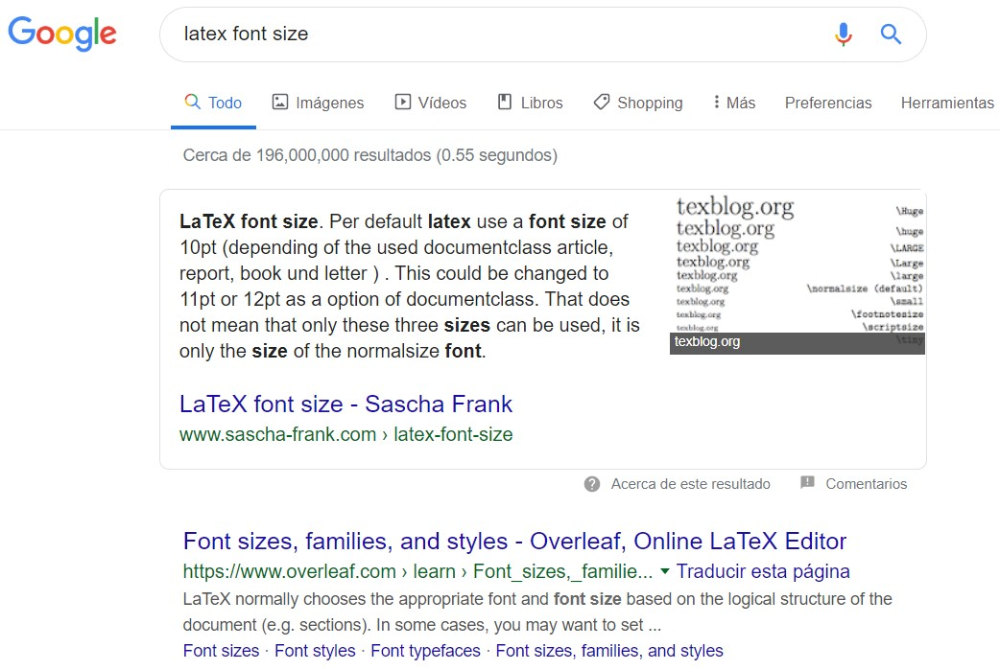 Google
latex font size
Todo Imágenes Vídeos Libros Shopping Más Preferencias Herramientas
Cerca de 196,000,000 resultados (0.55 segundos)
LaTeX font size. Per default latex use a font size of
10pt (depending of the used documentclass article,
report, book und letter ) . This could be changed to
11pt or 12pt as a option of documentclass. That does
not mean that only these three sizes can be used, it is
only the size of the normalsize font.
texblog.org \Huge
texblog.org \huge
texblog.org \LARGE
texblog.org \Large
texblog.org \large
texblog.org \normalsize (default)
texblog.org \small
texblog.org \footnotesize
texblog.org \scriptsize
\tiny
texblog.org
LaTeX font size - Sascha Frank
www.sascha-frank.com › latex-font-size
Acerca de este resultado Comentarios
Font sizes, families, and styles - Overleaf, Online LaTeX Editor
https://www.overleaf.com › learn › Font_sizes,_familie... Traducir esta página
LaTeX normally chooses the appropriate font and font size based on the logical structure of the
document (e.g. sections). In some cases, you may want to set ...
Font sizes · Font styles · Font typefaces · Font sizes, families, and styles